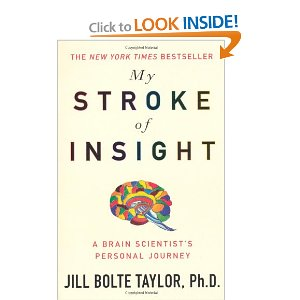 Click to LOOK INSIDE!
THE NEW YORK TIMES BESTSELLER
My
STROKE
of
INSIGHT
A BRAIN SCIENTIST'S
PERSONAL JOURNEY
JILL BOLTE TAYLOR, Ph.D.